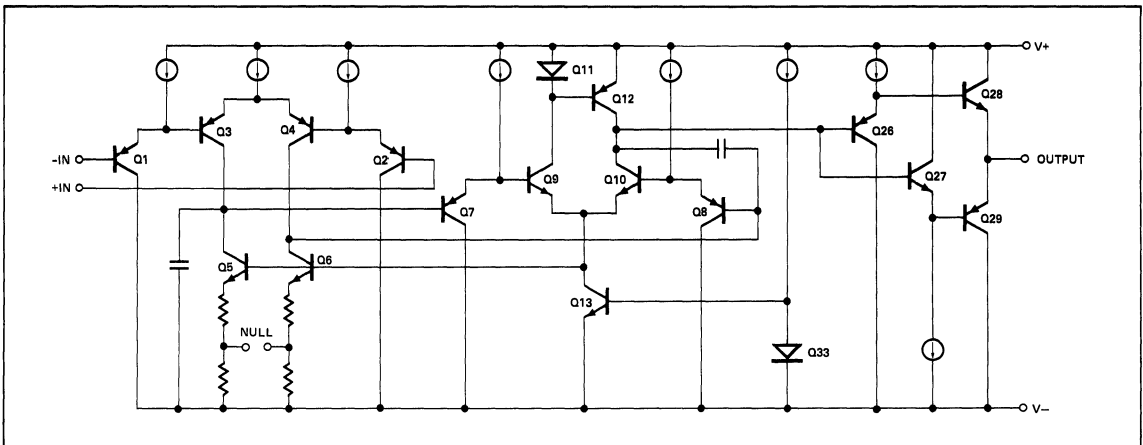 V+
Q11
Q12
Q3
Q4
Q26
Q28
-IN
Q1
Q2
+IN
Q9
Q10
Q27
OUTPUT
Q7
Q8
Q29
Q5
Q6
Q13
NULL
Q33
V-